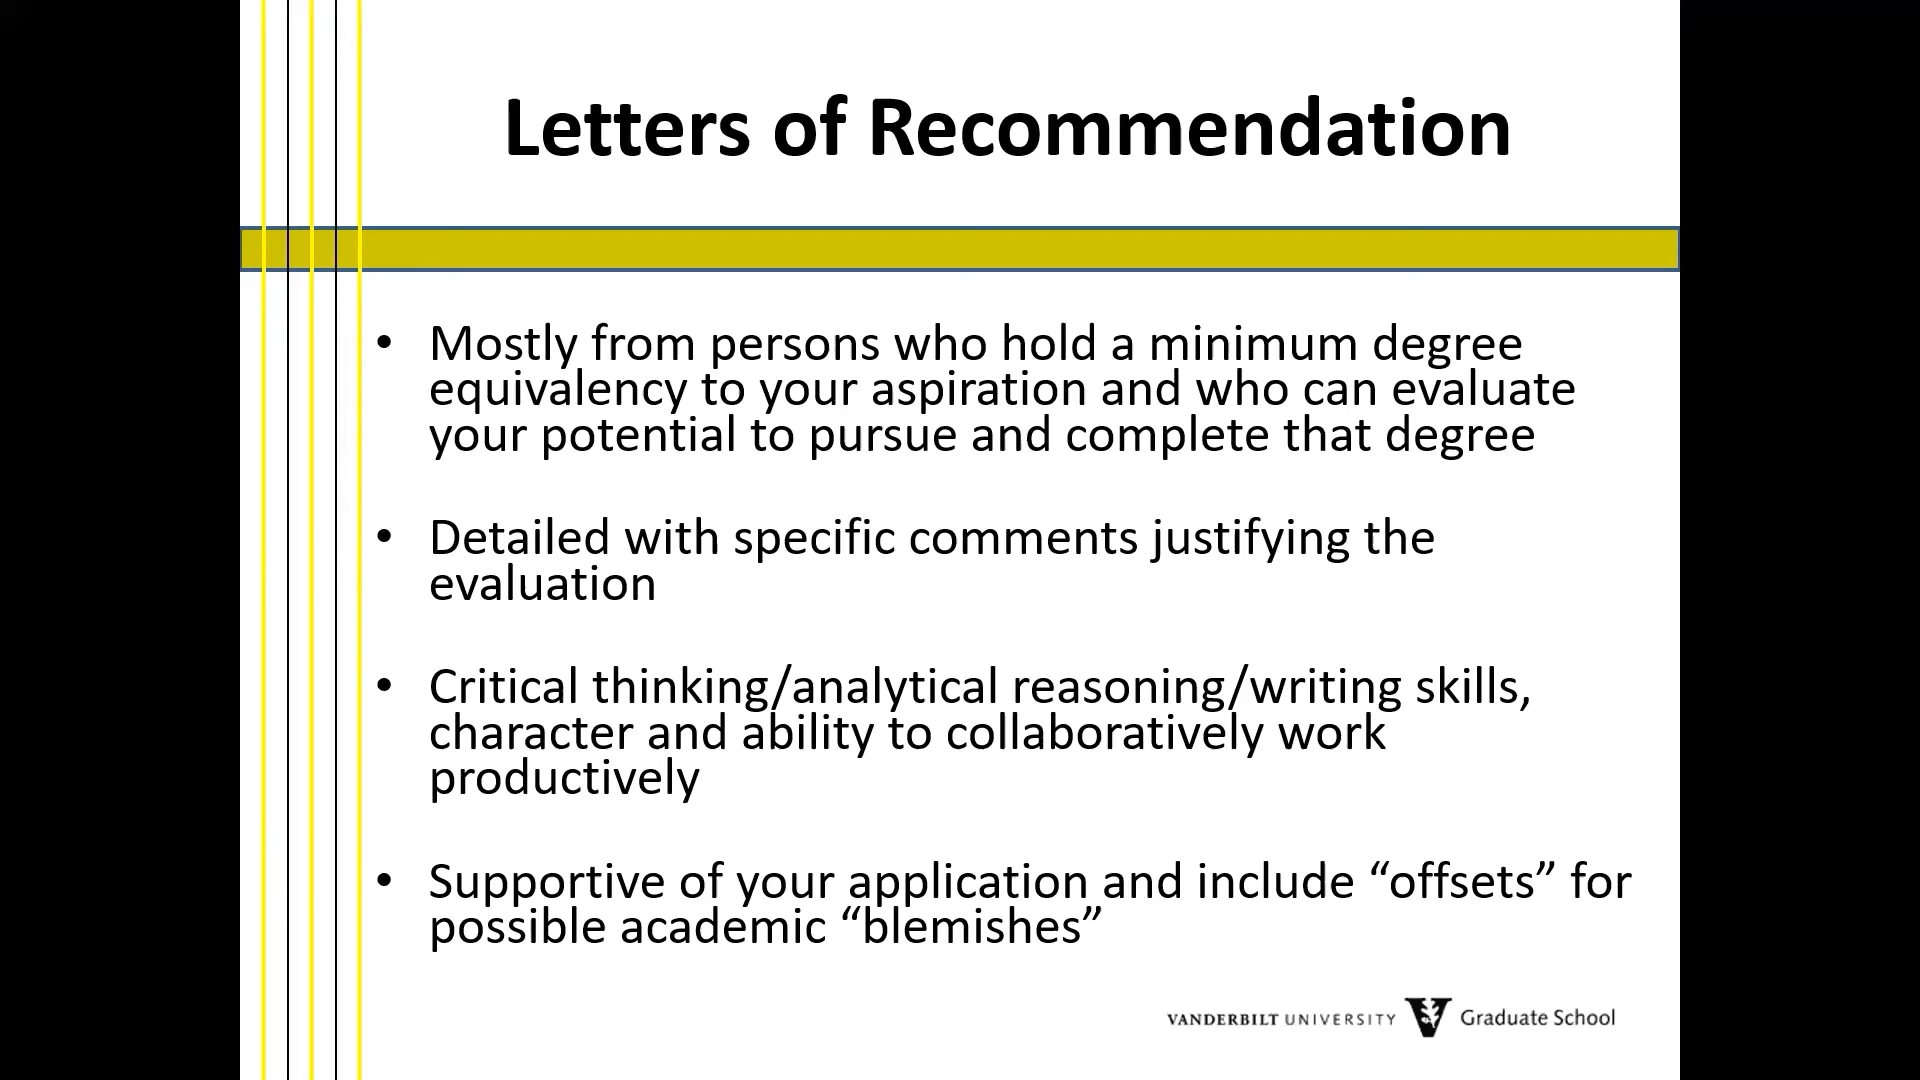 Letters of Recommendation
• Mostly from persons who hold a minimum degree
equivalency to your aspiration and who can evaluate
your potential to pursue and complete that degree
• Detailed with specific comments justifying the
evaluation
• Critical thinking/analytical reasoning/writing skills,
character and ability to collaboratively work
productively
• Supportive of your application and include “offsets” for
possible academic “blemishes”
VANDERBILT UNIVERSITY V Graduate School